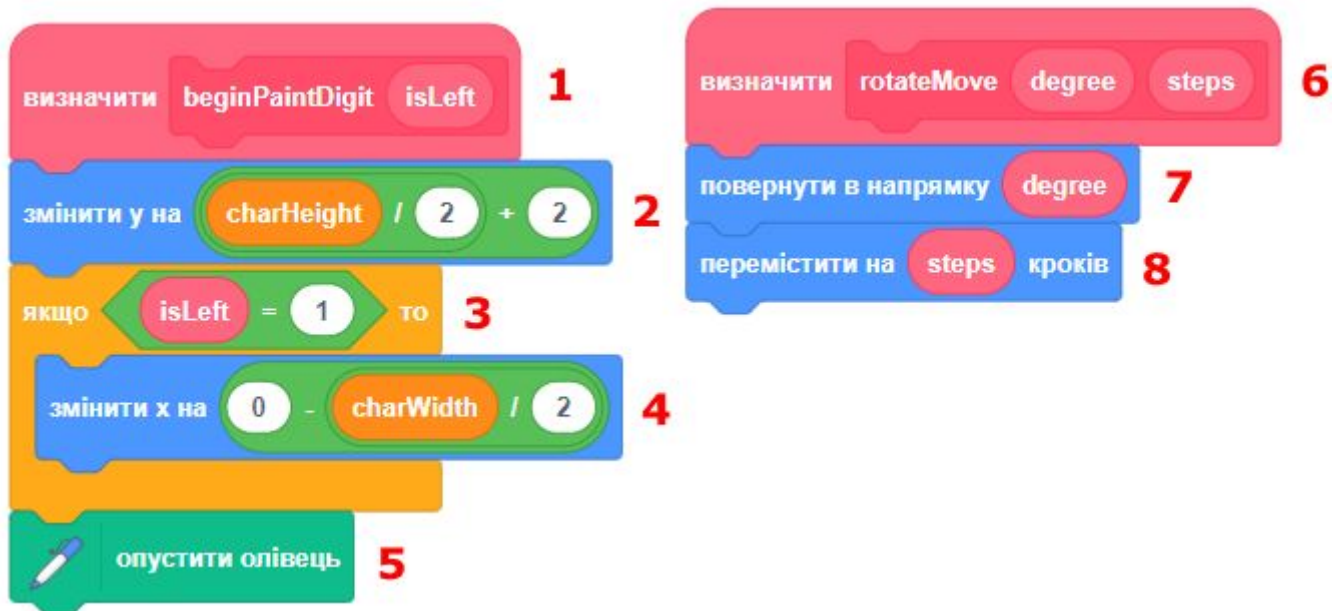 визначити beginPaintDigit isLeft 1
змінити y на charHeight / 2 + 2 2
якщо isLeft = 1 то 3
змінити x на 0 - charWidth / 2 4
опустити олівець 5
визначити rotateMove degree steps 6
повернути в напрямку degree 7
перемістити на steps кроків 8